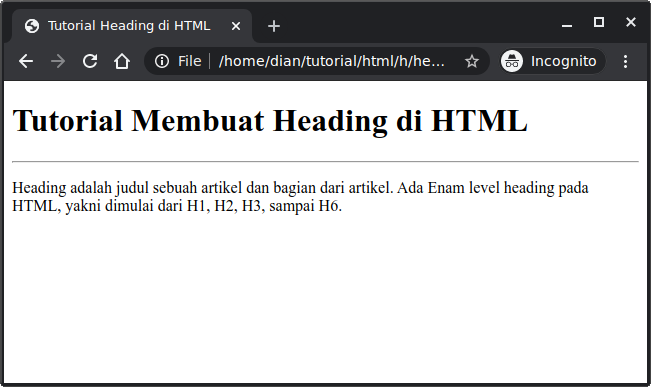 Tutorial Heading di HTML
File | /home/dian/tutorial/html/h/he... Incognito
Tutorial Membuat Heading di HTML
Heading adalah judul sebuah artikel dan bagian dari artikel. Ada Enam level heading pada
HTML, yakni dimulai dari H1, H2, H3, sampai H6.